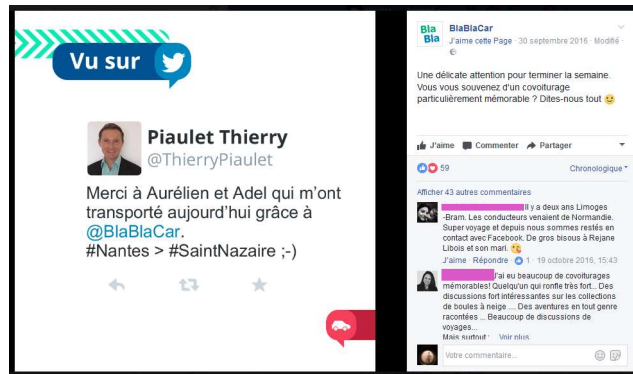 Vu sur
Piaulet Thierry
@ThierryPiaulet
Merci à Aurélien et Adel qui m'ont
transporté aujourd'hui grâce à
@BlaBlaCar.
#Nantes > #SaintNazaire ;-)
Bla
Bla
BlaBlaCar
J'aime cette Page · 30 septembre 2016 · Modifié ·
Une délicate attention pour terminer la semaine.
Vous vous souvenez d'un covoiturage
particulièrement mémorable ? Dites-nous tout
J'aime Commenter Partager
59 Chronologique
Afficher 43 autres commentaires
Il y a deux ans Limoges
-Bram. Les conducteurs venaient de Normandie.
Super voyage et depuis nous sommes restés en
contact avec Facebook. De gros bisous à Rejane
Libois et son mari.
J'aime · Répondre · 1 · 19 octobre 2016, 15:43
J'ai eu beaucoup de covoiturages
mémorables! Quelqu'un qui ronfle très fort... Des
discussions fort intéressantes sur les collections
de boules à neige .... Des aventures en tout genre
racontées ... Beaucoup de discussions de
voyages...
Mais surtout : Voir plus
Votre commentaire...